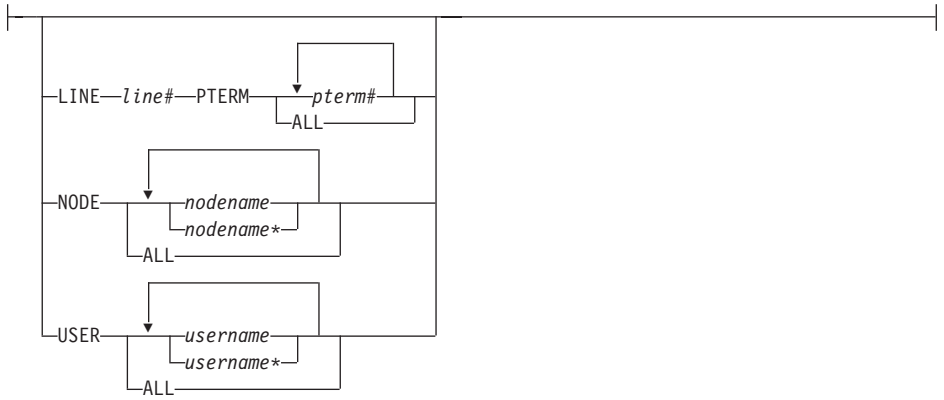 LINE line# PTERM pterm#
ALL
NODE nodename
nodename*
ALL
USER username
username*
ALL